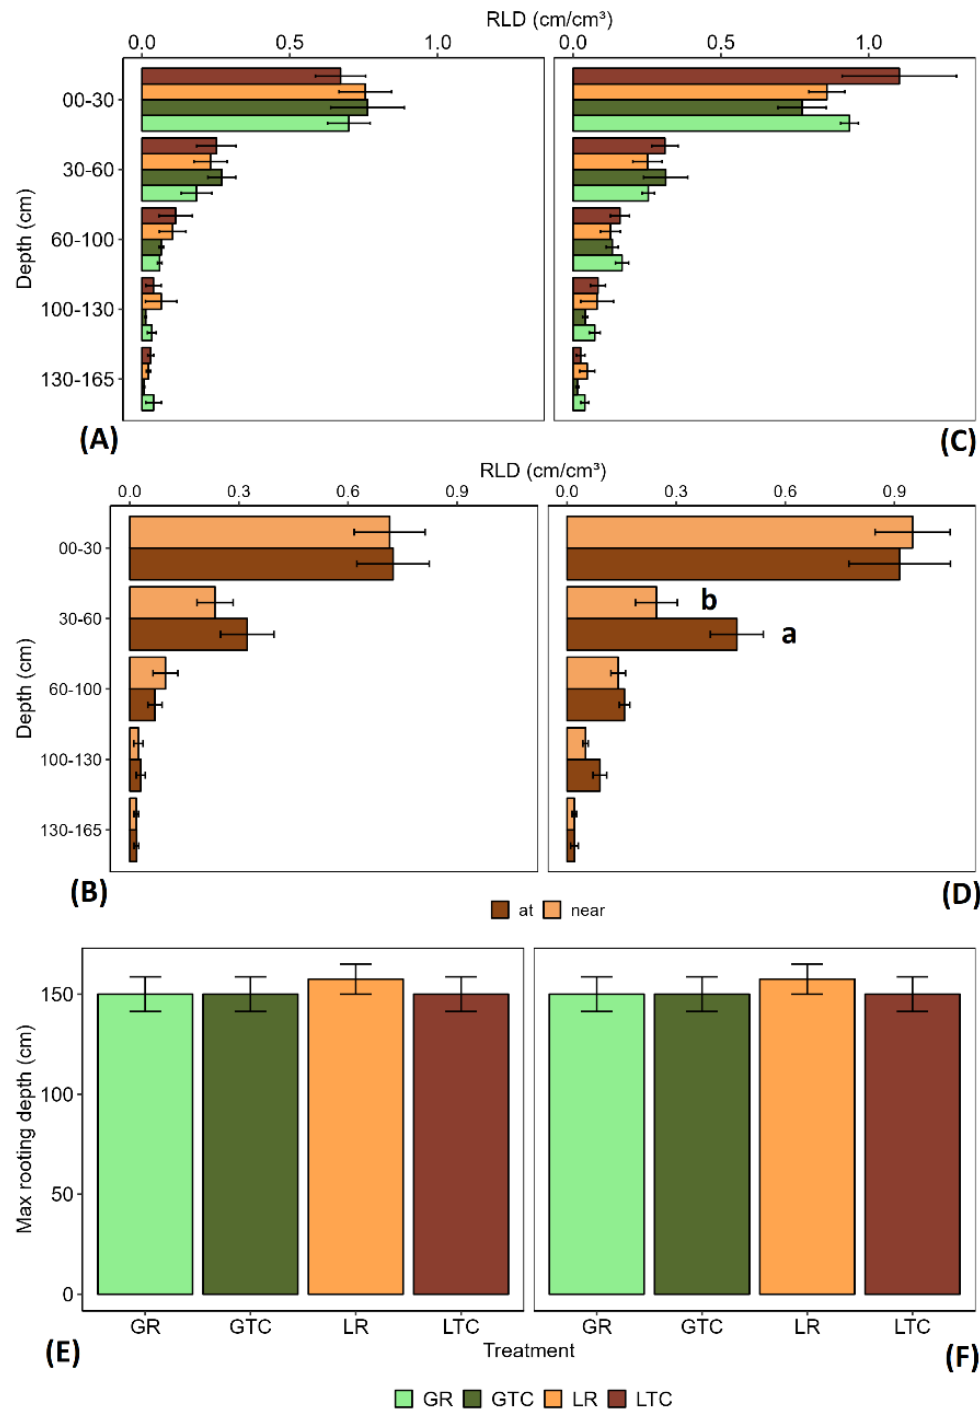 RLD (cm/cm³)
0.0 0.5 1.0 0.0 0.5 1.0
Depth (cm)
00-30
30-60
60-100
100-130
130-165
(A) (C)
RLD (cm/cm³)
0.0 0.3 0.6 0.9 0.0 0.3 0.6 0.9
Depth (cm)
00-30
30-60
b
a
60-100
100-130
130-165
(B) (D)
at near
Max rooting depth (cm)
150
100
50
0
GR GTC LR LTC GR GTC LR LTC
(E) Treatment (F)
GR GTC LR LTC